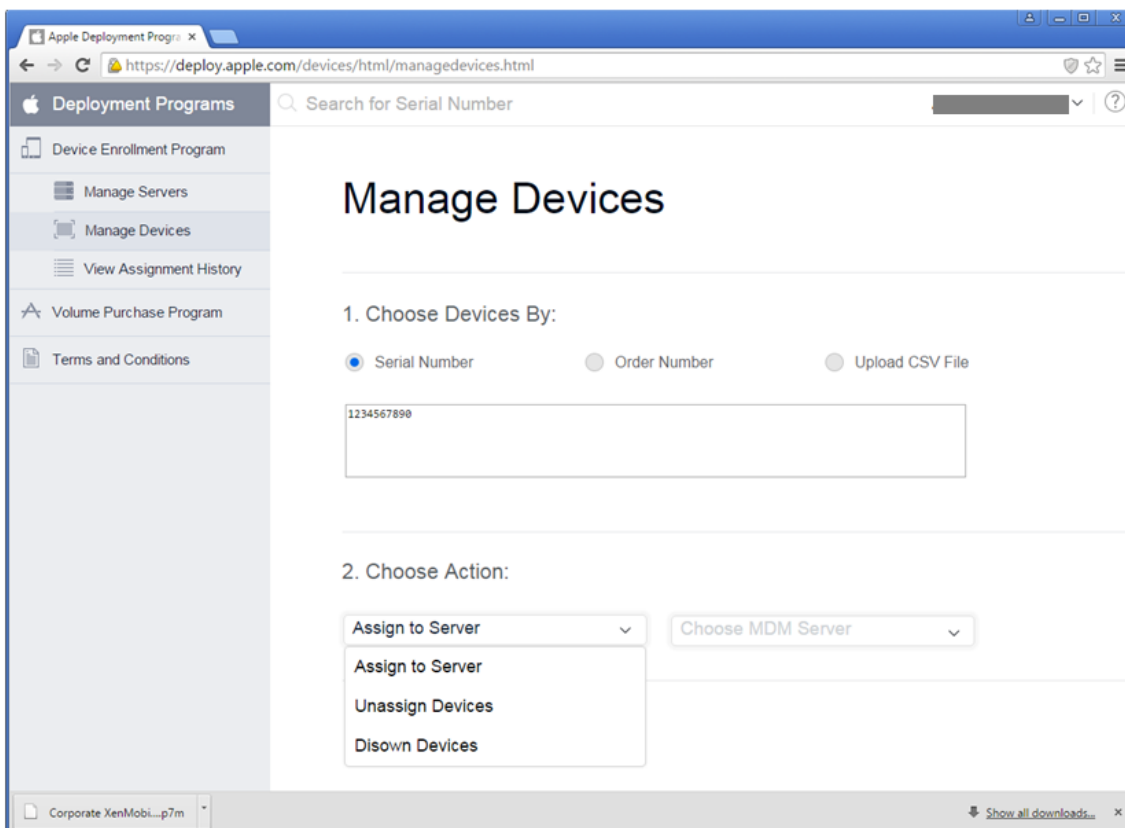 Apple Deployment Progra
https://deploy.apple.com/devices/html/managedevices.html
Deployment Programs
Search for Serial Number
Device Enrollment Program
Manage Servers
Manage Devices
View Assignment History
Volume Purchase Program
Terms and Conditions
Manage Devices
1. Choose Devices By:
Serial Number
Order Number
Upload CSV File
1234567890
2. Choose Action:
Assign to Server
Choose MDM Server
Assign to Server
Unassign Devices
Disown Devices
Corporate XenMobi....p7m
Show all downloads...